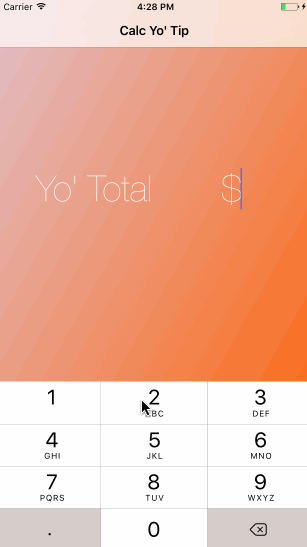 Carrier 4:28 PM
Calc Yo' Tip
Yo' Total $
1 2 3
ABC DEF
4 5 6
GHI JKL MNO
7 8 9
PQRS TUV WXYZ
. 0